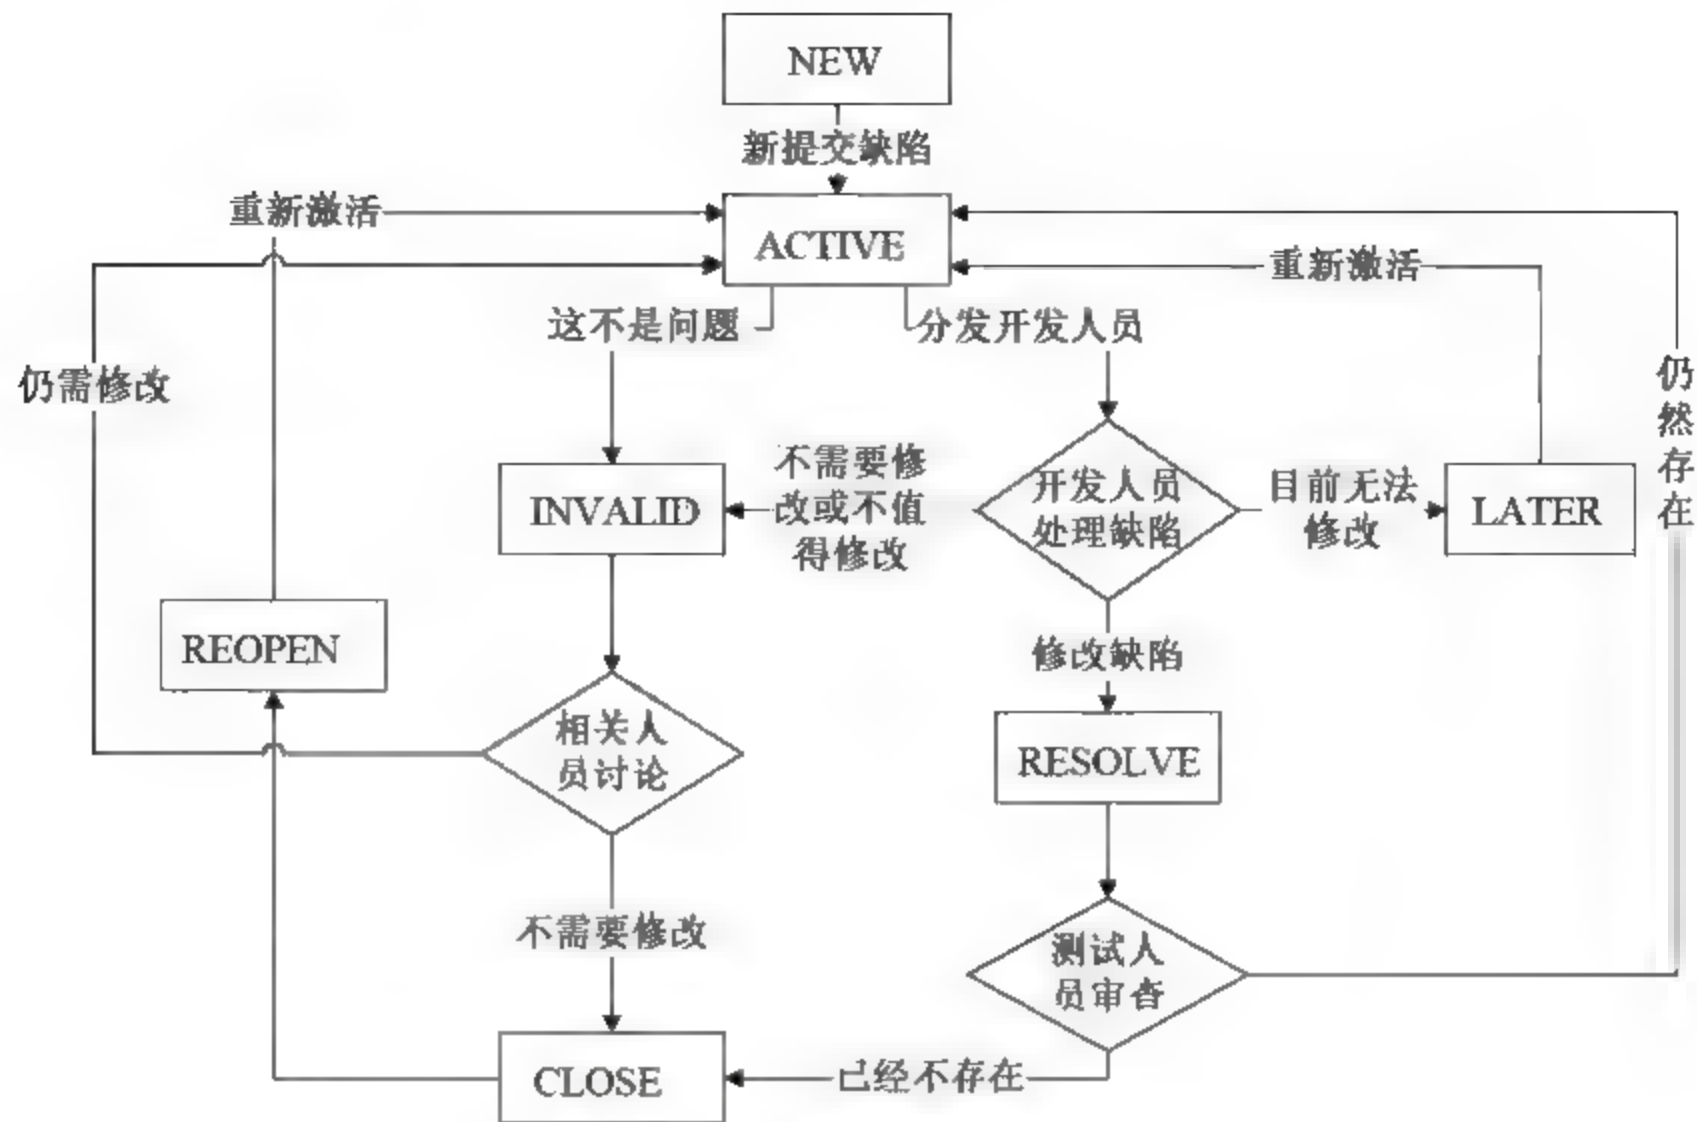 NEW
新提交缺陷
重新激活
ACTIVE
重新激活
这不是问题
分发开发人员
仍需修改
仍
然
存
在
不需要修
改或不值
得修改
开发人员
处理缺陷
目前无法
修改
INVALID
LATER
REOPEN
修改缺陷
相关人
员讨论
RESOLVE
不需要修改
测试人
员审查
CLOSE
已经不存在